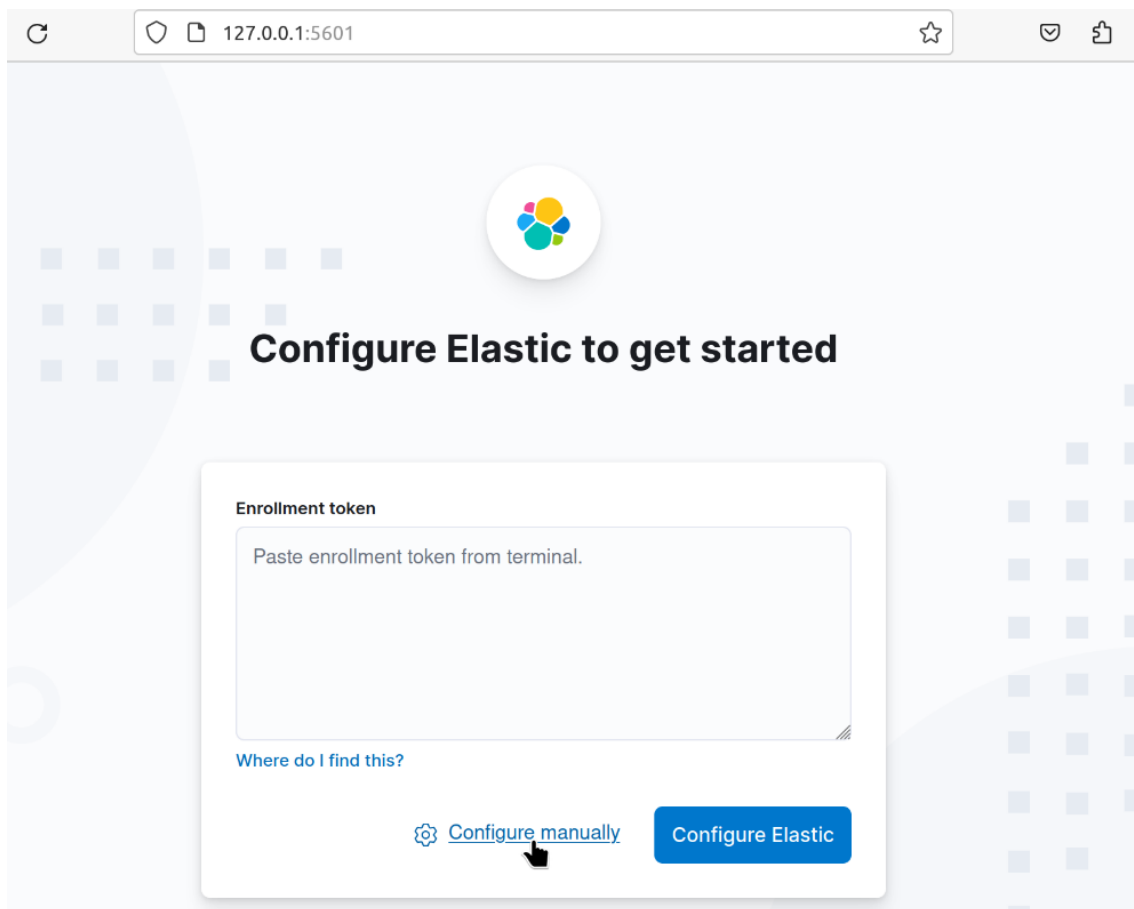 127.0.0.1:5601
Configure Elastic to get started
Enrollment token
Paste enrollment token from terminal.
Where do I find this?
Configure manually
Configure Elastic